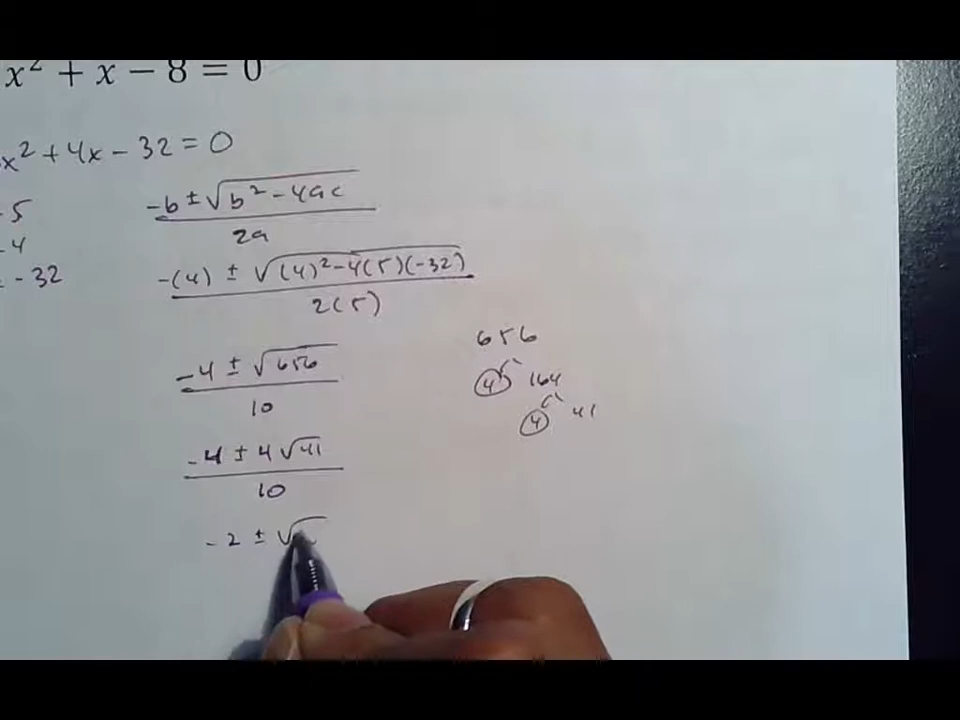 x² + x − 8 = 0
x² + 4x − 32 = 0
5
-b ± √b² - 4ac
4
2a
- 32
-(4) ± √(4)² - 4(5)(-32)
2(5)
656
-4 ± √656
4 164
10
4 41
-4 ± 4√41
10
-2 ± √